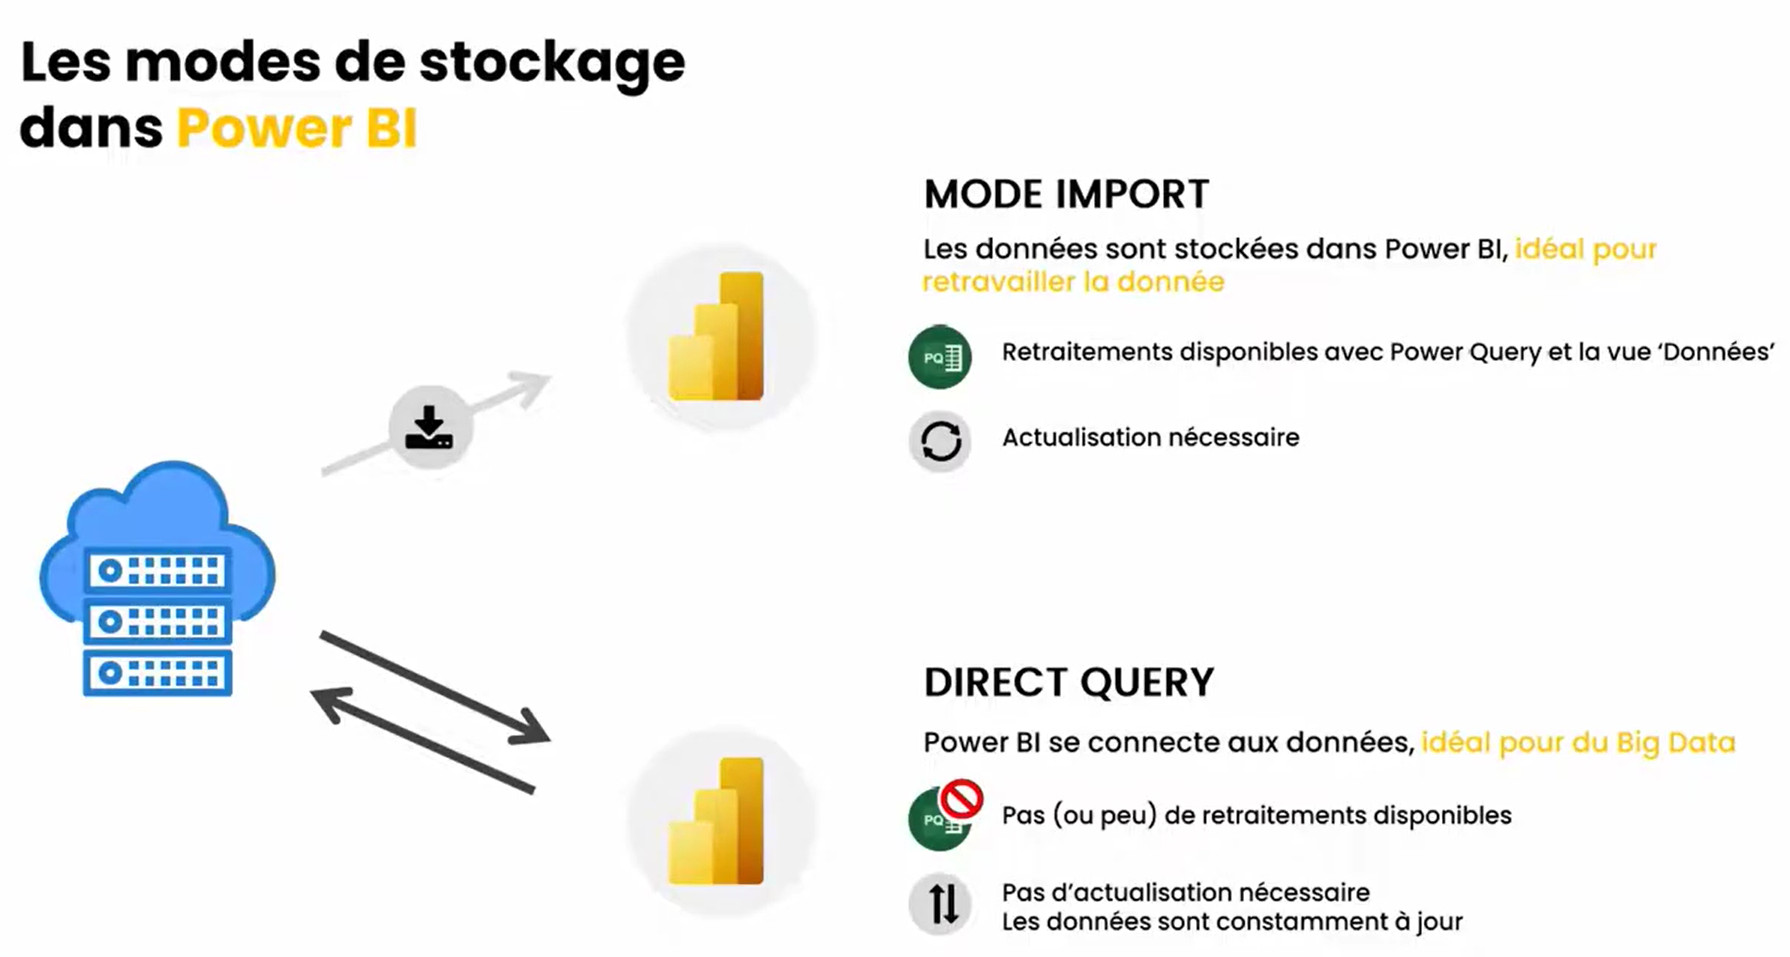 Les modes de stockage
dans Power BI
MODE IMPORT
Les données sont stockées dans Power BI, idéal pour
retravailler la donnée
PQ
Retraitements disponibles avec Power Query et la vue ‘Données’
Actualisation nécessaire
DIRECT QUERY
Power BI se connecte aux données, idéal pour du Big Data
PQ
Pas (ou peu) de retraitements disponibles
Pas d’actualisation nécessaire
Les données sont constamment à jour